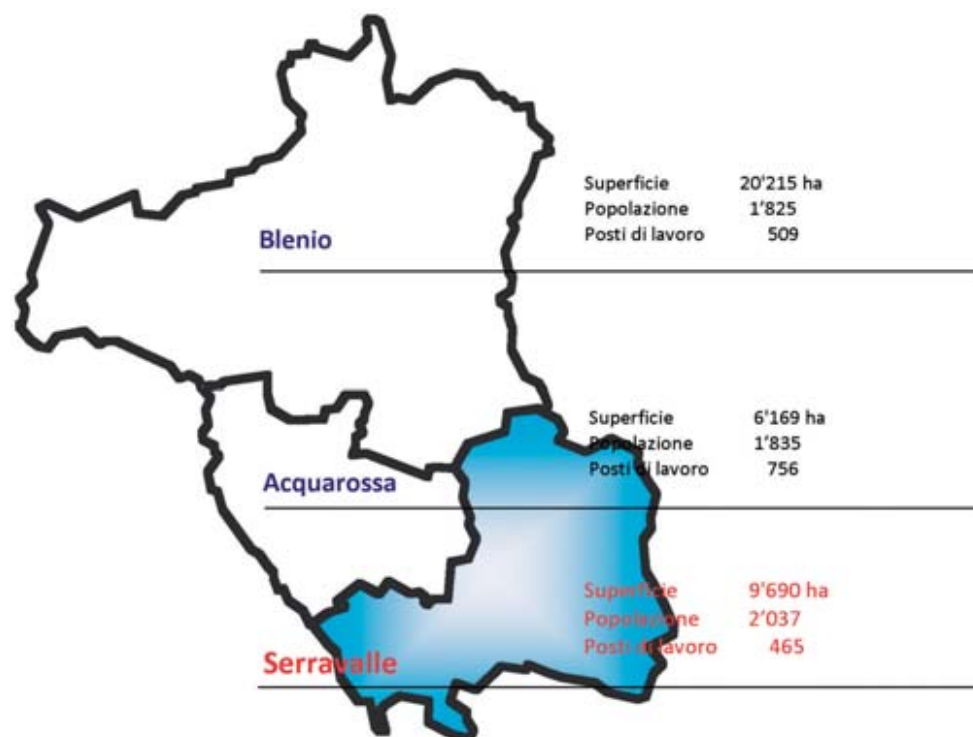 Superficie 20'215 ha
Popolazione 1'825
Posti di lavoro 509
Blenio
Superficie 6'169 ha
Popolazione 1'835
Posti di lavoro 756
Acquarossa
Superficie 9'690 ha
Popolazione 2'037
Posti di lavoro 465
Serravalle